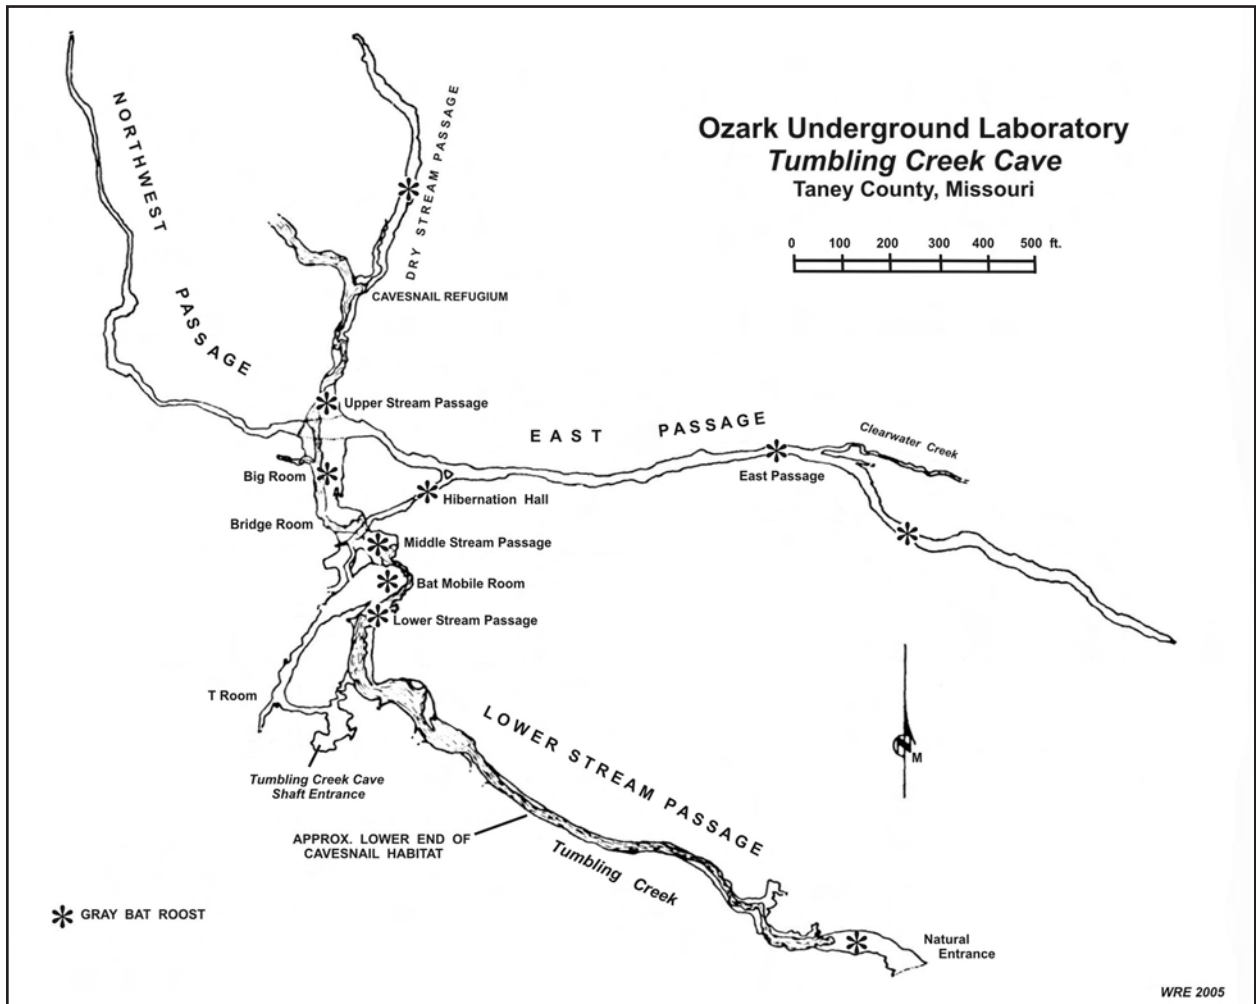 Ozark Underground Laboratory
Tumbling Creek Cave
Taney County, Missouri
0 100 200 300 400 500 ft.
NORTHWEST
PASSAGE
DRY STREAM PASSAGE
CAVESNAIL REFUGIUM
Upper Stream Passage
EAST PASSAGE
Clearwater Creek
Big Room
East Passage
Hibernation Hall
Bridge Room
Middle Stream Passage
Bat Mobile Room
Lower Stream Passage
T Room
LOWER STREAM PASSAGE
N
M
Tumbling Creek Cave
Shaft Entrance
APPROX. LOWER END OF
CAVESNAIL HABITAT
Tumbling Creek
GRAY BAT ROOST
Natural
Entrance
WRE 2005